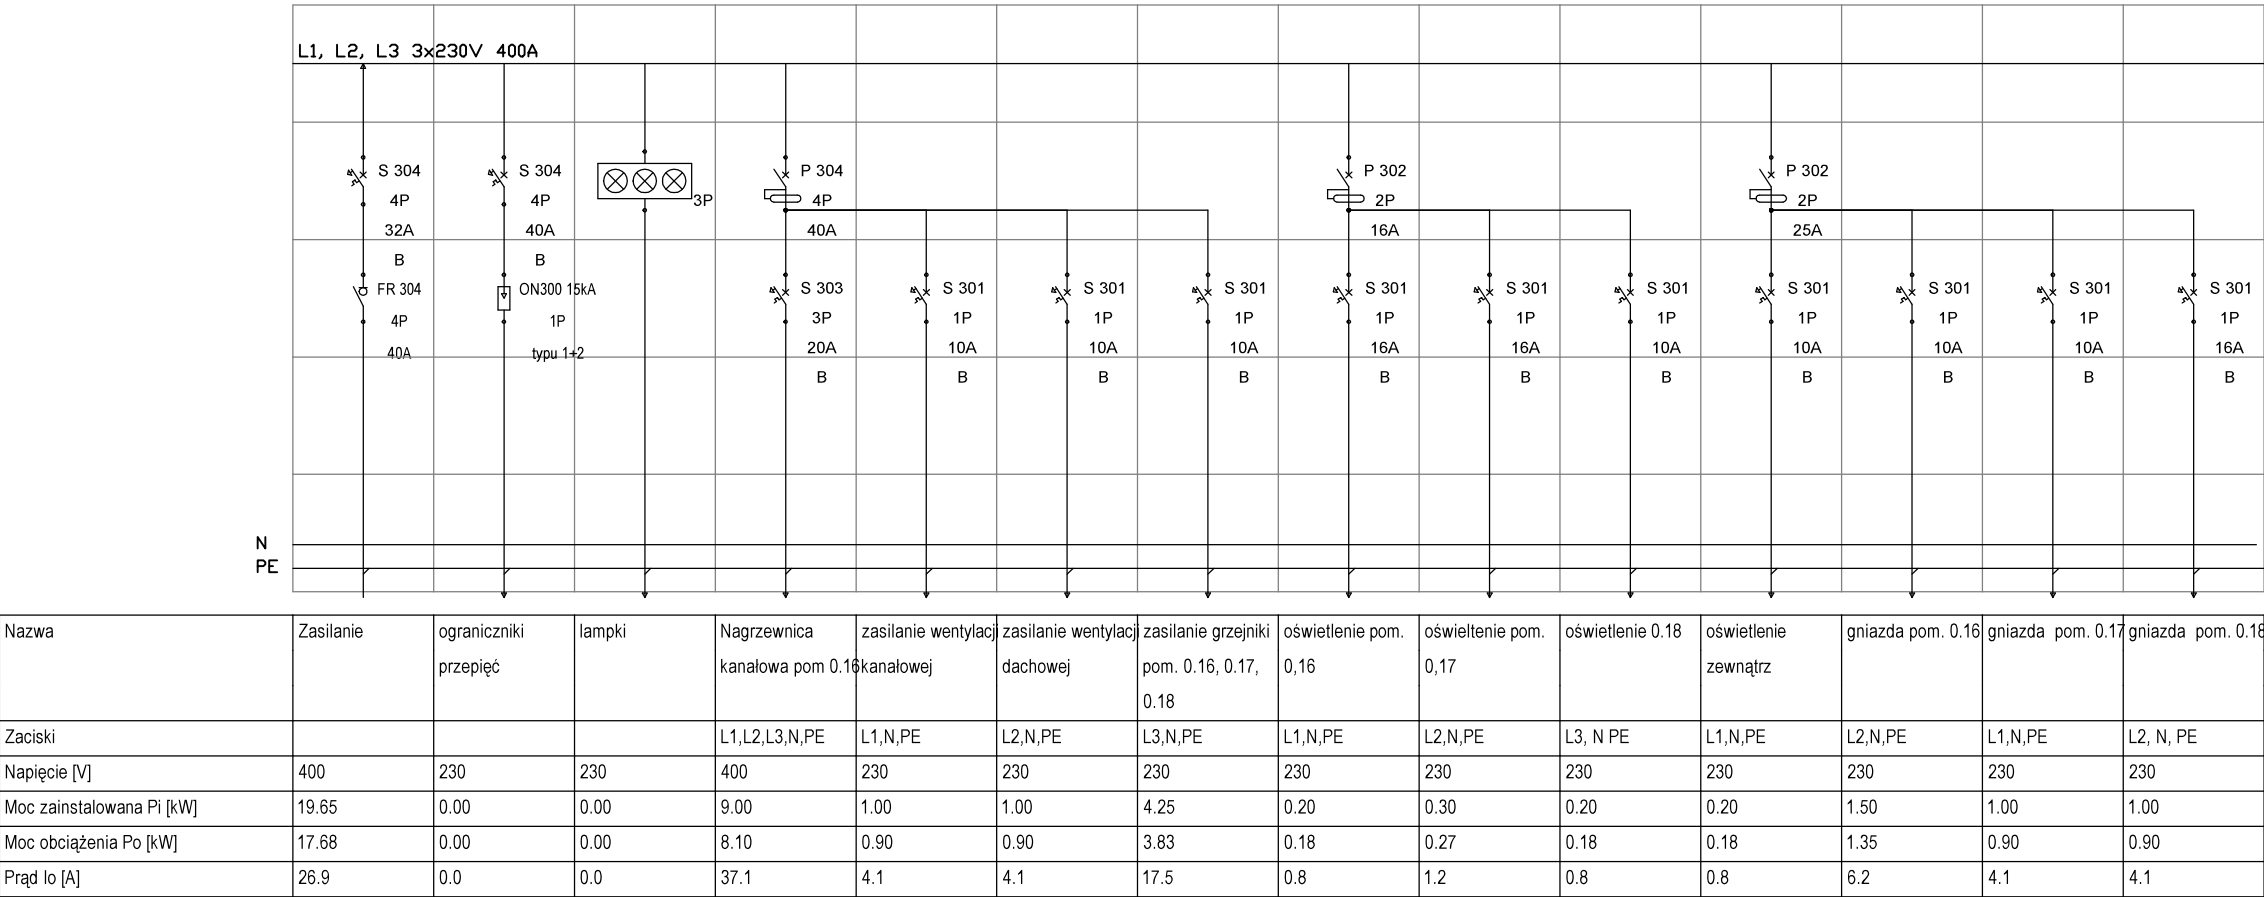 L1, L2, L3 3x230V 400A
S 304
4P
32A
B
FR 304
4P
40A
S 304
4P
40A
B
ON300 15kA
1P
typu 1+2
3P
P 304
4P
40A
S 303
3P
20A
B
S 301
1P
10A
B
S 301
1P
10A
B
S 301
1P
10A
B
P 302
2P
16A
S 301
1P
16A
B
S 301
1P
16A
B
S 301
1P
10A
B
P 302
2P
25A
S 301
1P
10A
B
S 301
1P
10A
B
S 301
1P
10A
B
S 301
1P
16A
B
N
PE
Nazwa
Zasilanie
ograniczniki
przepięć
lampki
Nagrzewnica
kanałowa pom 0.16
zasilanie wentylacji
kanałowej
zasilanie wentylacji
dachowej
zasilanie grzejniki
pom. 0.16, 0.17,
0.18
oświetlenie pom.
0,16
oświeltenie pom.
0,17
oświetlenie 0.18
oświetlenie
zewnątrz
gniazda pom. 0.16
gniazda pom. 0.17
gniazda pom. 0.18
Zaciski L1,L2,L3,N,PE L1,N,PE L2,N,PE L3,N,PE L1,N,PE L2,N,PE L3, N PE L1,N,PE L2,N,PE L1,N,PE L2, N, PE
Napięcie [V] 400 230 230 400 230 230 230 230 230 230 230 230 230 230
Moc zainstalowana Pi [kW] 19.65 0.00 0.00 9.00 1.00 1.00 4.25 0.20 0.30 0.20 0.20 1.50 1.00 1.00
Moc obciążenia Po [kW] 17.68 0.00 0.00 8.10 0.90 0.90 3.83 0.18 0.27 0.18 0.18 1.35 0.90 0.90
Prąd Io [A] 26.9 0.0 0.0 37.1 4.1 4.1 17.5 0.8 1.2 0.8 0.8 6.2 4.1 4.1